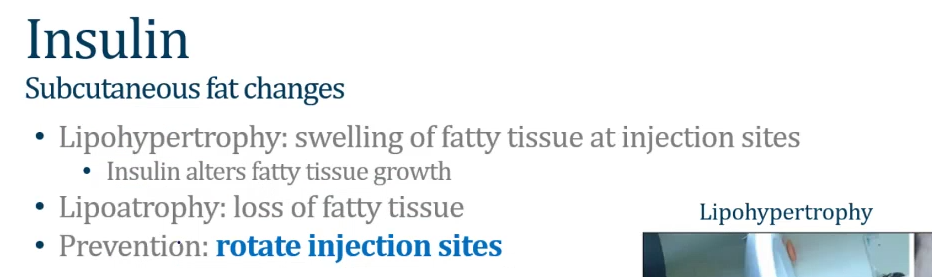 Insulin
Subcutaneous fat changes
• Lipohypertrophy: swelling of fatty tissue at injection sites
• Insulin alters fatty tissue growth
• Lipoatrophy: loss of fatty tissue
• Prevention: rotate injection sites
Lipohypertrophy